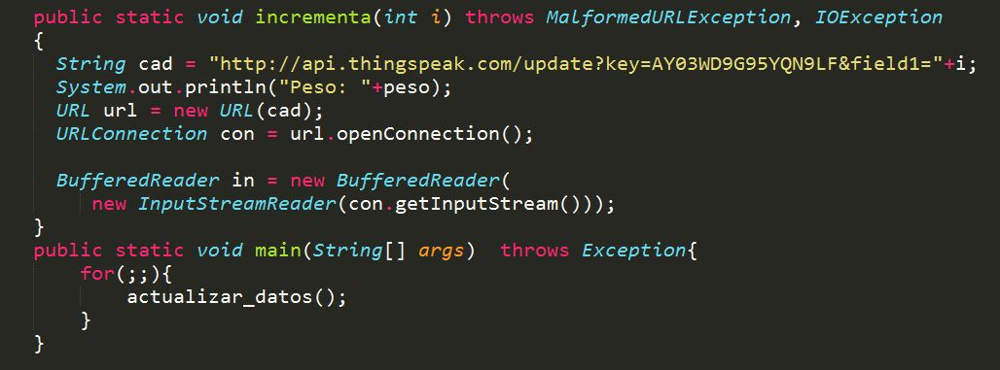 public static void incrementa(int i) throws MalformedURLException, IOException
{
String cad = "http://api.thingspeak.com/update?key=AY03WD9G95YQN9LF&field1="+i;
System.out.println("Peso: "+peso);
URL url = new URL(cad);
URLConnection con = url.openConnection();
BufferedReader in = new BufferedReader(
new InputStreamReader(con.getInputStream()));
}
public static void main(String[] args)  throws Exception{
for(;;){
actualizar_datos();
}
}